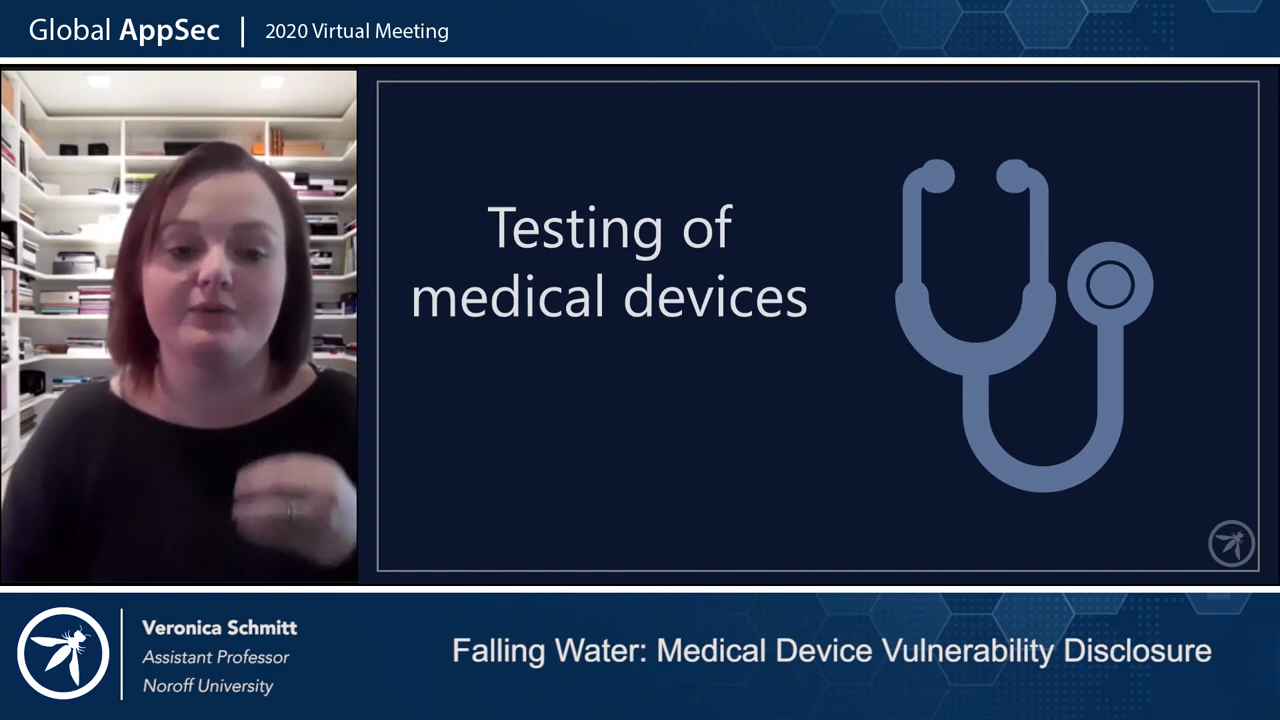 Global AppSec | 2020 Virtual Meeting
Testing of
medical devices
Veronica Schmitt
Assistant Professor
Noroff University
Falling Water: Medical Device Vulnerability Disclosure